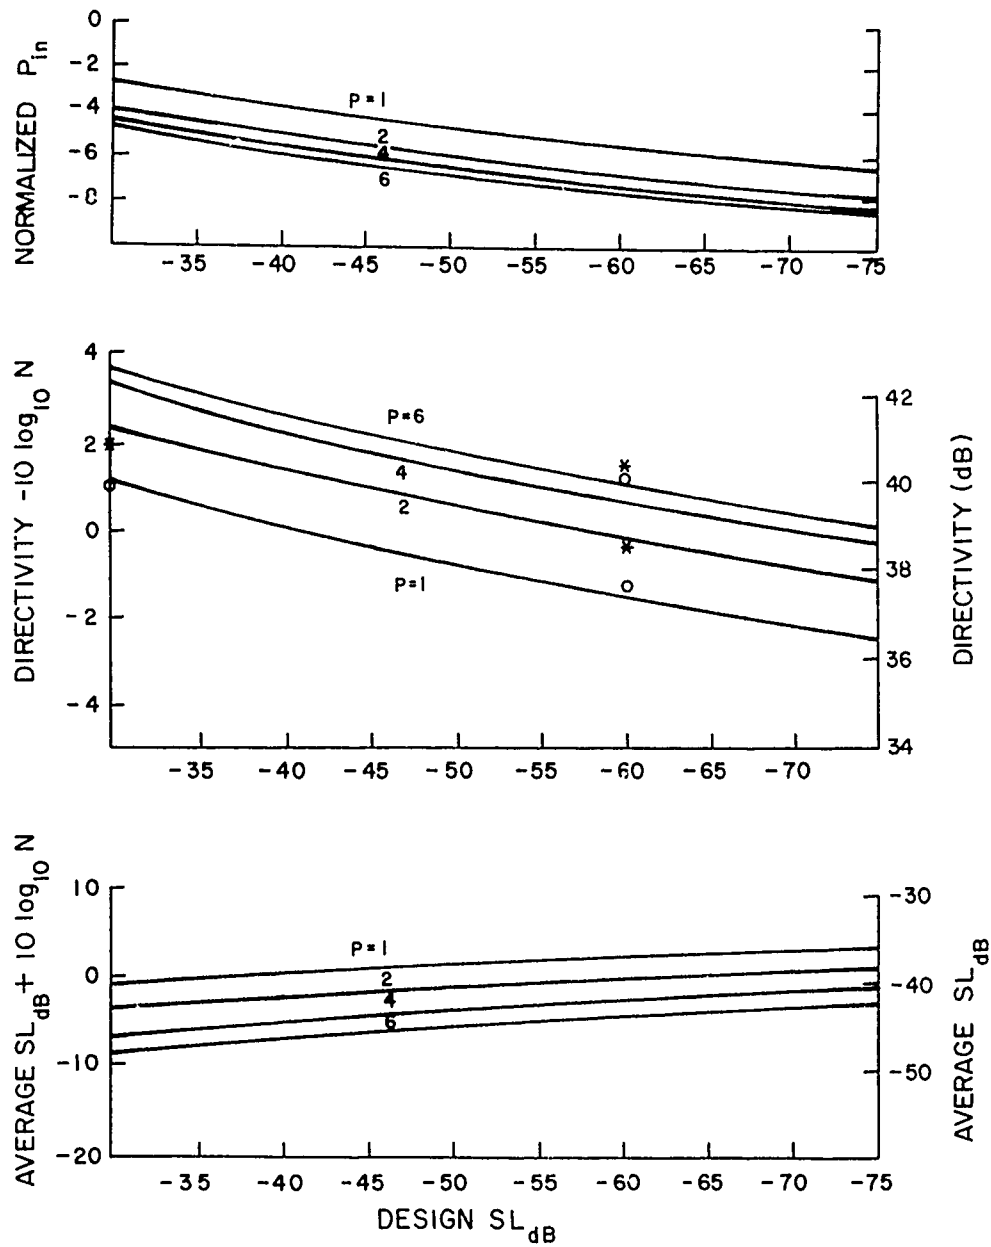 NORMALIZED P_in
0
-2
-4
-6
-8
P=1
2
4
6
-35 -40 -45 -50 -55 -60 -65 -70 -75
DIRECTIVITY -10 log_10 N
4
2
0
-2
-4
P=6
4
2
P=1
42
40
38
36
34
DIRECTIVITY (dB)
-35 -40 -45 -50 -55 -60 -65 -70
AVERAGE SL_dB + 10 log_10 N
10
0
-10
-20
P=1
2
4
6
-30
-40
-50
AVERAGE SL_dB
-35 -40 -45 -50 -55 -60 -65 -70 -75
DESIGN SL_dB